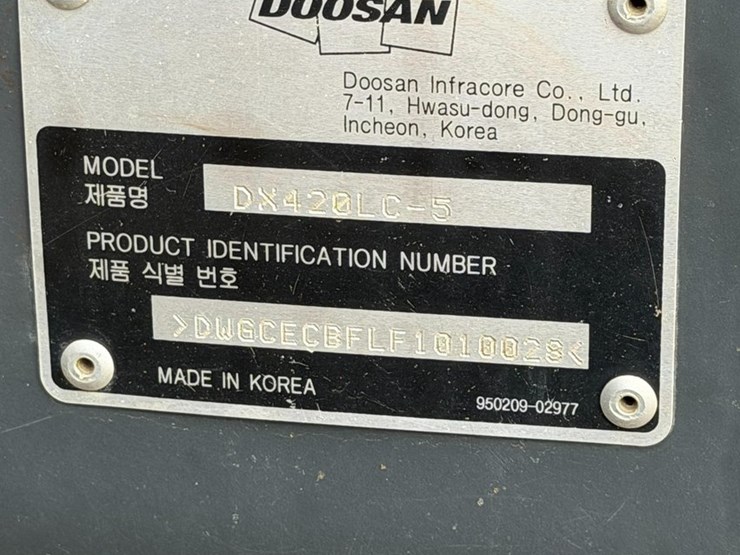 DOOSAN
Doosan Infracore Co., Ltd.
7-11, Hwasu-dong, Dong-gu,
Incheon, Korea
MODEL
제품명
DX420LC-5
PRODUCT IDENTIFICATION NUMBER
제품 식별 번호
>DWGCECBFLF1010028<
MADE IN KOREA
950209-02977